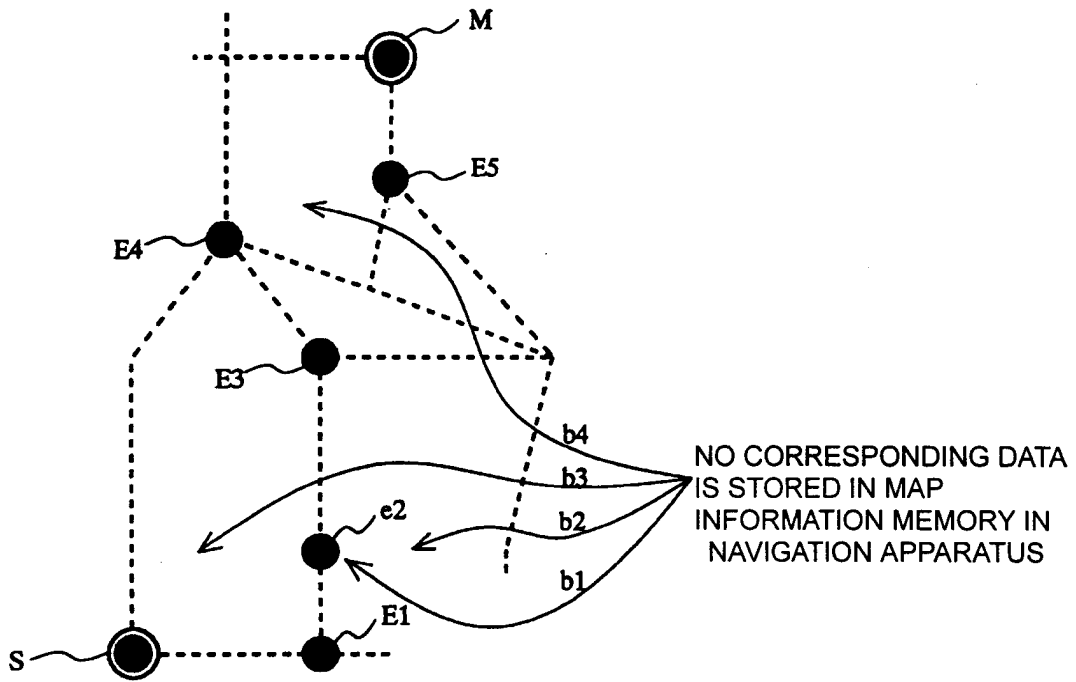 M
E5
E4
E3
b4
b3
e2
b2
b1
NO CORRESPONDING DATA
IS STORED IN MAP
INFORMATION MEMORY IN
NAVIGATION APPARATUS
E1
S